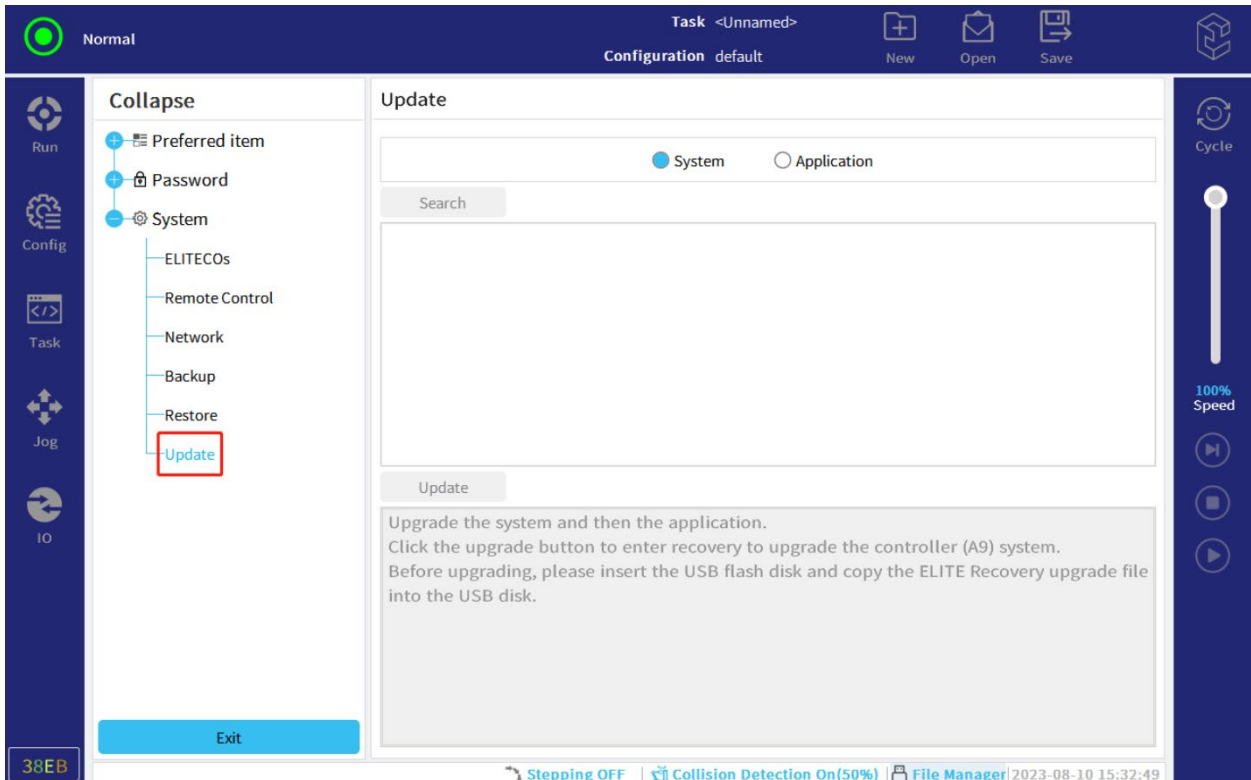 Normal
Task <Unnamed>
Configuration default
New
Open
Save
Run
Config
Task
Jog
IO
38EB
Collapse
Preferred item
Password
System
ELITECOs
Remote Control
Network
Backup
Restore
Update
Exit
Update
System Application
Search
Update
Upgrade the system and then the application.
Click the upgrade button to enter recovery to upgrade the controller (A9) system.
Before upgrading, please insert the USB flash disk and copy the ELITE Recovery upgrade file
into the USB disk.
Cycle
100%
Speed
Stepping OFF | Collision Detection On(50%) | File Manager | 2023-08-10 15:32:49